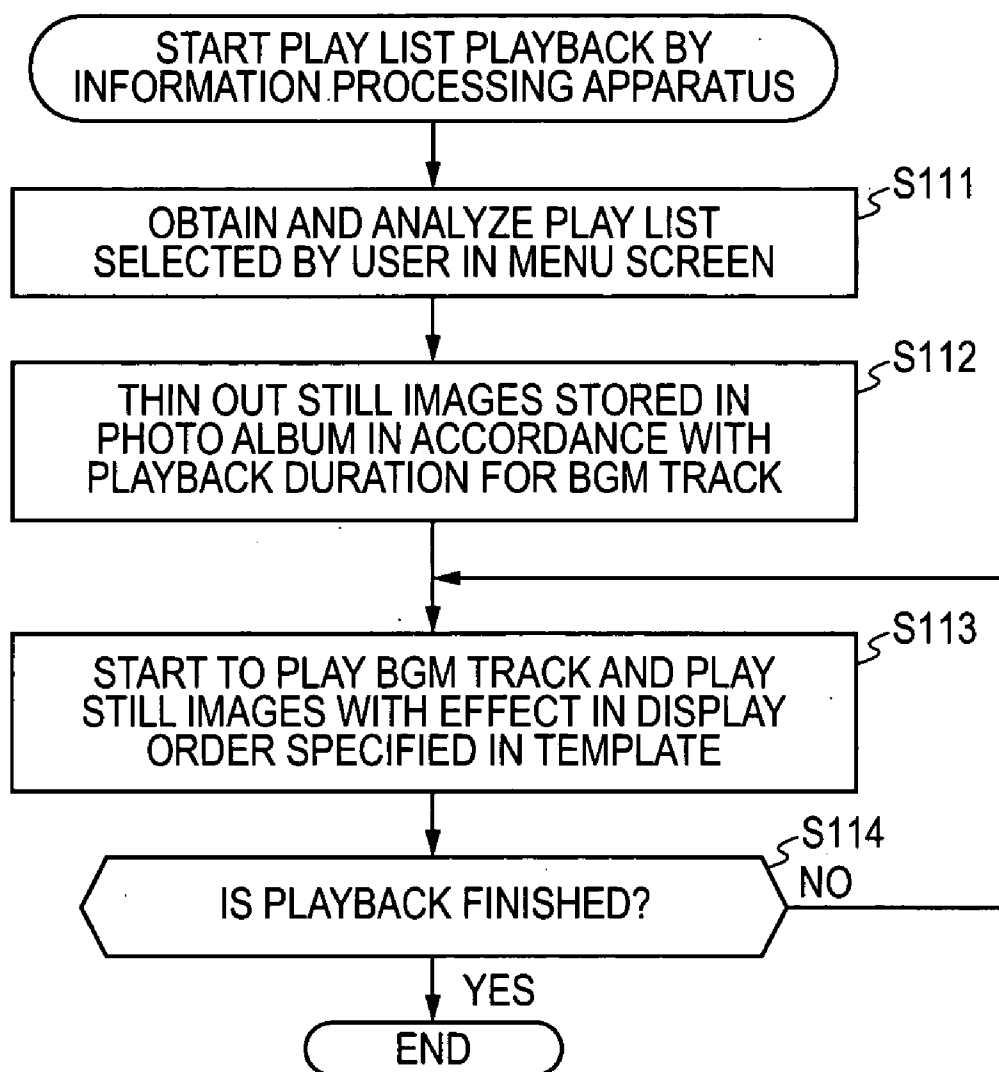 START PLAY LIST PLAYBACK BY
INFORMATION PROCESSING APPARATUS
S111
OBTAIN AND ANALYZE PLAY LIST
SELECTED BY USER IN MENU SCREEN
S112
THIN OUT STILL IMAGES STORED IN
PHOTO ALBUM IN ACCORDANCE WITH
PLAYBACK DURATION FOR BGM TRACK
S113
START TO PLAY BGM TRACK AND PLAY
STILL IMAGES WITH EFFECT IN DISPLAY
ORDER SPECIFIED IN TEMPLATE
S114
IS PLAYBACK FINISHED?
NO
YES
END